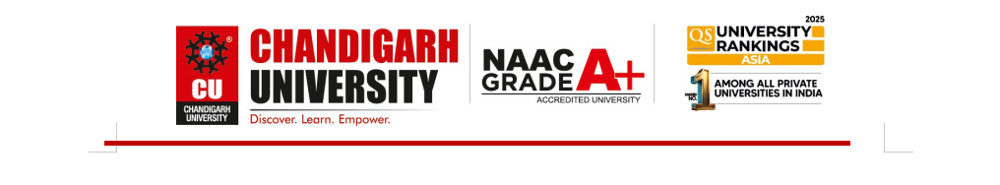 CU
CHANDIGARH
UNIVERSITY
®
CHANDIGARH
UNIVERSITY
Discover. Learn. Empower.
NAAC
GRADE A+
ACCREDITED UNIVERSITY
2025
QS UNIVERSITY
RANKINGS
ASIA
1
NO.
AMONG ALL PRIVATE
UNIVERSITIES IN INDIA